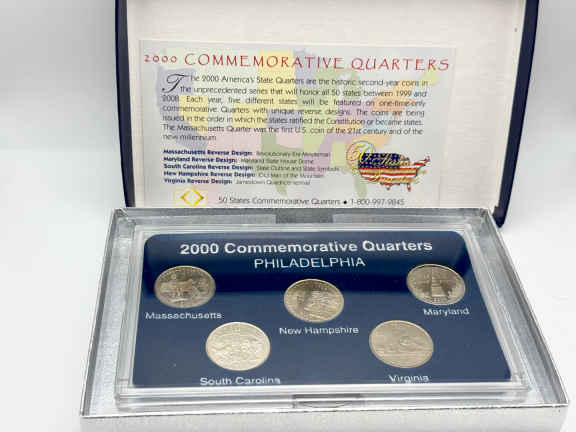 2000 COMMEMORATIVE QUARTERS
The 2000 America's State Quarters are the historic second-year coins in
the unprecedented series that will honor all 50 states between 1999 and
2008. Each year, five different states will be featured on one-time-only
commemorative Quarters with unique reverse designs. The coins are being
issued in the order in which the states ratified the Constitution or became states.
The Massachusetts Quarter was the first U.S. coin of the 21st century and of the
new millennium.
Massachusetts Reverse Design: Revolutionary Era Minuteman
Maryland Reverse Design: Maryland State House Dome
South Carolina Reverse Design: State Outline and State Symbols
New Hampshire Reverse Design: Old Man of the Mountain
Virginia Reverse Design: Jamestown Quadricentennial
50 States Commemorative Quarters ♦ 1-800-997-9845
2000 Commemorative Quarters
PHILADELPHIA
Massachusetts
New Hampshire
Maryland
South Carolina
Virginia